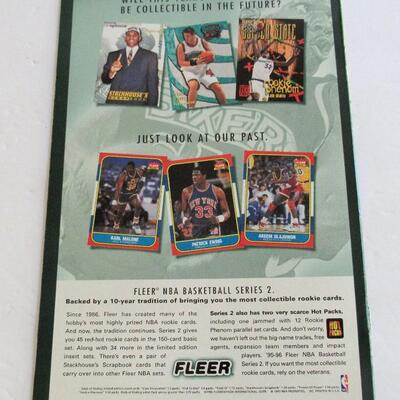 BE COLLECTIBLE IN THE FUTURE?
STACKHOUSE'S
JUST LOOK AT OUR PAST.
KARL MALONE
NEW YORK
33
PATRICK EWING
AKEEM OLAJUWON
FLEER® NBA BASKETBALL SERIES 2.
Backed by a 10-year tradition of bringing you the most collectible rookie cards.
Since 1986, Fleer has created many of the
hobby's most highly prized NBA rookie cards.
And now, the tradition continues. Series 2 gives
you 45 red-hot rookie cards in the 150-card basic
set. Along with 34 more in the limited edition
insert sets. There's even a pair of
Stackhouse's Scrapbook cards that
carry over into other Fleer NBA sets.
Series 2 also has two very scarce Hot Packs,
including one jammed with 12 Rookie
Phenom parallel set cards. And don't worry,
we haven't left out the big-name trades, free
agents, expansion team members and impact
players. '95-96 Fleer NBA Basketball
Series 2. If you want the most collectible
rookie cards, rely on the veterans.
HOT
PACKS
FLEER
NBA